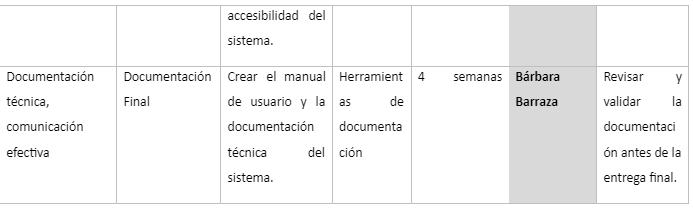 accesibilidad del
sistema.
Documentación
técnica,
comunicación
efectiva
Documentación
Final
Crear el manual
de usuario y la
documentación
técnica del
sistema.
Herramient
as de
documenta
ción
4 semanas
Bárbara
Barraza
Revisar y
validar la
documentaci
ón antes de la
entrega final.